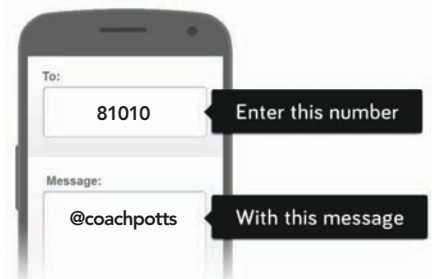 To:
81010
Enter this number
Message:
@coachpotts
With this message